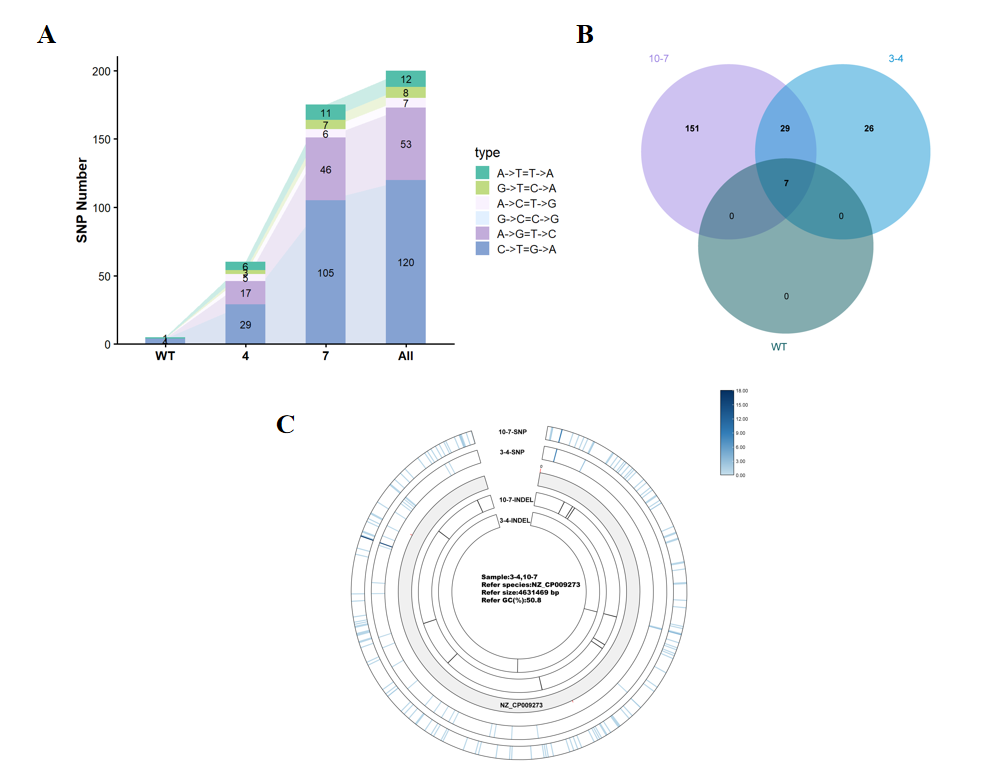 A
SNP Number
200
150
100
50
0
12
8
7
53
120
11
7
6
46
105
6
3
5
17
29
1
4
WT
4
7
All
type
A->T=T->A
G->T=C->A
A->C=T->G
G->C=C->G
A->G=T->C
C->T=G->A
B
10-7
3-4
151
29
26
7
0
0
0
WT
C
18.00
15.00
12.00
9.00
6.00
3.00
0.00
10-7-SNP
3-4-SNP
0
10-7-INDEL
3-4-INDEL
Sample:3-4,10-7
Refer species:NZ_CP009273
Refer size:4631469 bp
Refer GC(%):50.8
NZ_CP009273